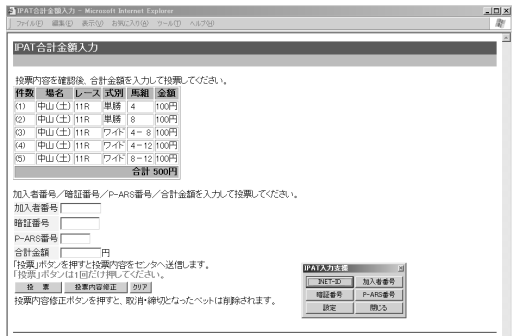 IPAT合計金額入力 - Microsoft Internet Explorer
ファイル(F) 編集(E) 表示(V) お気に入り(A) ツール(T) ヘルプ(H)
IPAT合計金額入力
投票内容を確認後、合計金額を入力して投票してください。
件数 場名 レース 式別 馬組 金額
(1) 中山(土) 11R 単勝 4 100円
(2) 中山(土) 11R 単勝 8 100円
(3) 中山(土) 11R ワイド 4－ 8 100円
(4) 中山(土) 11R ワイド 4－12 100円
(5) 中山(土) 11R ワイド 8－12 100円
合計 500円
加入者番号／暗証番号／P-ARS番号／合計金額を入力して投票してください。
加入者番号
暗証番号
P-ARS番号
合計金額 円
「投票」ボタンを押すと投票内容をセンタへ送信します。
「投票」ボタンは1回だけ押してください。
投 票 投票内容修正 クリア
投票内容修正ボタンを押すと、取消・締切となったベットは削除されます。
IPAT入力支援
INET-ID 加入者番号
暗証番号 P-ARS番号
設定 閉じる